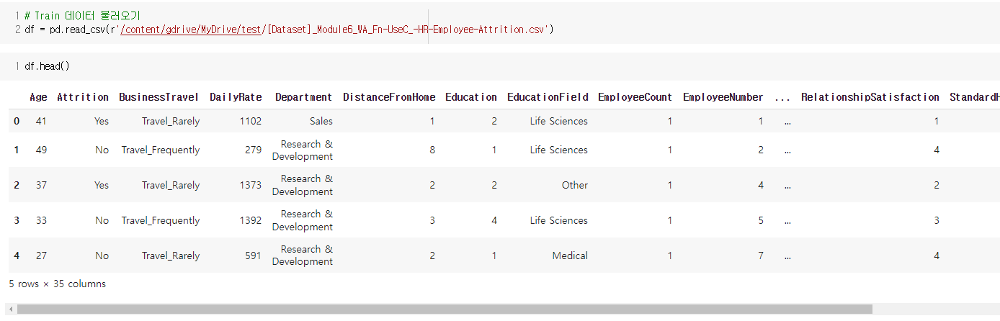 1 # Train 데이터 불러오기
2 df = pd.read_csv(r'/content/gdrive/MyDrive/test/[Dataset]_Module6_WA_Fn-UseC_-HR-Employee-Attrition.csv')
1 df.head()
Age Attrition BusinessTravel DailyRate Department DistanceFromHome Education EducationField EmployeeCount EmployeeNumber ... RelationshipSatisfaction StandardH
0 41 Yes Travel_Rarely 1102 Sales 1 2 Life Sciences 1 1 ... 1
1 49 No Travel_Frequently 279 Research & Development 8 1 Life Sciences 1 2 ... 4
2 37 Yes Travel_Rarely 1373 Research & Development 2 2 Other 1 4 ... 2
3 33 No Travel_Frequently 1392 Research & Development 3 4 Life Sciences 1 5 ... 3
4 27 No Travel_Rarely 591 Research & Development 2 1 Medical 1 7 ... 4
5 rows × 35 columns